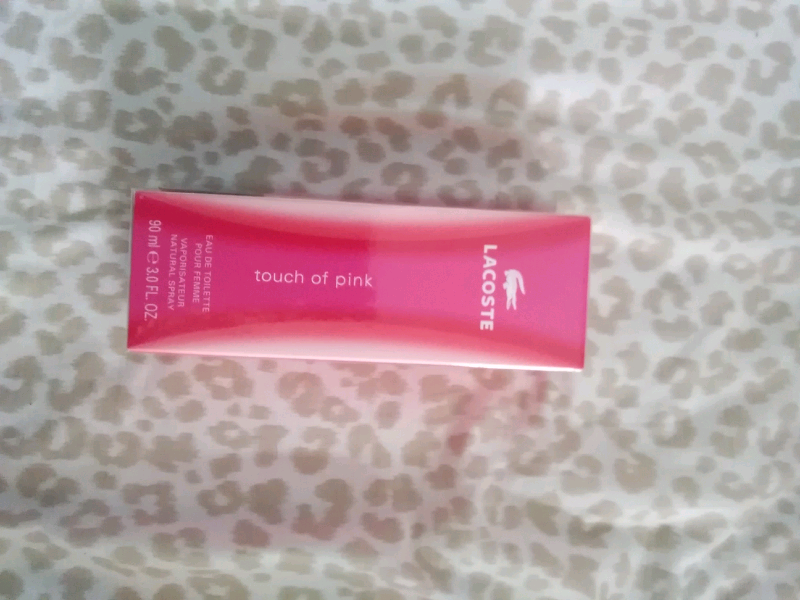 LACOSTE
touch of pink
EAU DE TOILETTE
POUR FEMME
VAPORISATEUR
NATURAL SPRAY
90 ml e 3.0 FL. OZ.